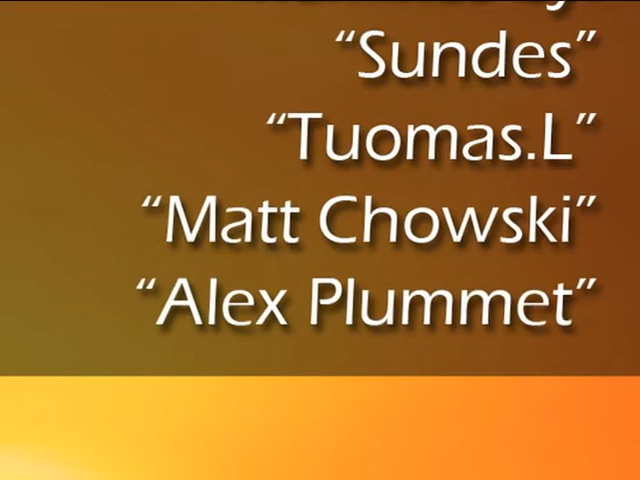 “Sundes”
“Tuomas.L”
“Matt Chowski”
“Alex Plummet”